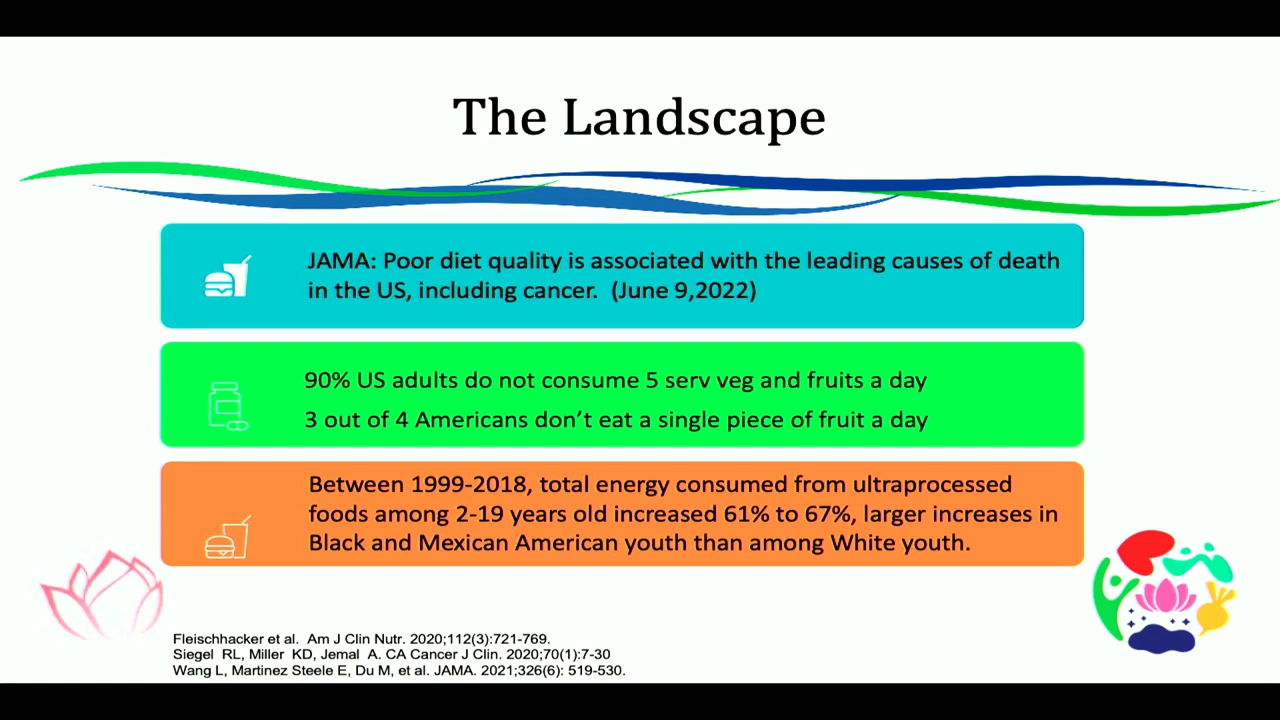 The Landscape
JAMA: Poor diet quality is associated with the leading causes of death
in the US, including cancer.  (June 9,2022)
90% US adults do not consume 5 serv veg and fruits a day
3 out of 4 Americans don’t eat a single piece of fruit a day
Between 1999-2018, total energy consumed from ultraprocessed
foods among 2-19 years old increased 61% to 67%, larger increases in
Black and Mexican American youth than among White youth.
Fleischhacker et al.  Am J Clin Nutr. 2020;112(3):721-769.
Siegel  RL, Miller  KD, Jemal  A. CA Cancer J Clin. 2020;70(1):7-30
Wang L, Martinez Steele E, Du M, et al. JAMA. 2021;326(6): 519-530.